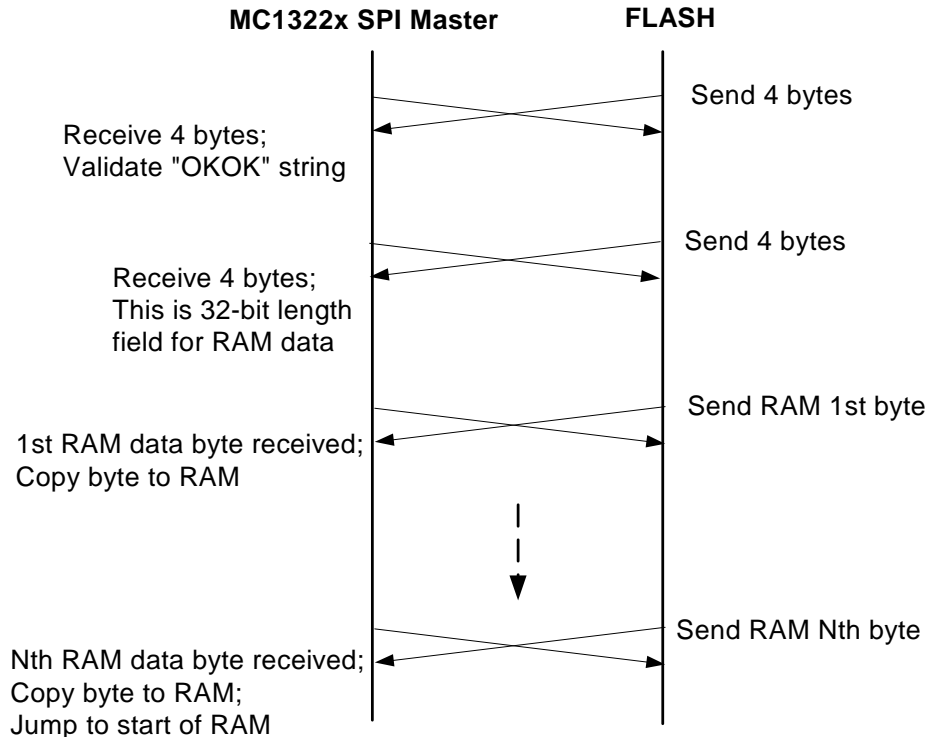 MC1322x SPI Master
FLASH
Send 4 bytes
Receive 4 bytes;
Validate "OKOK" string
Send 4 bytes
Receive 4 bytes;
This is 32-bit length
field for RAM data
Send RAM 1st byte
1st RAM data byte received;
Copy byte to RAM
Send RAM Nth byte
Nth RAM data byte received;
Copy byte to RAM;
Jump to start of RAM